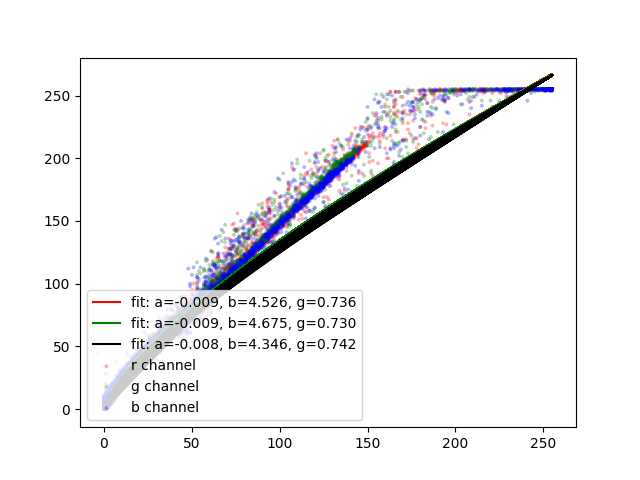 250
200
150
100
50
0
fit: a=-0.009, b=4.526, g=0.736
fit: a=-0.009, b=4.675, g=0.730
fit: a=-0.008, b=4.346, g=0.742
r channel
g channel
b channel
0 50 100 150 200 250